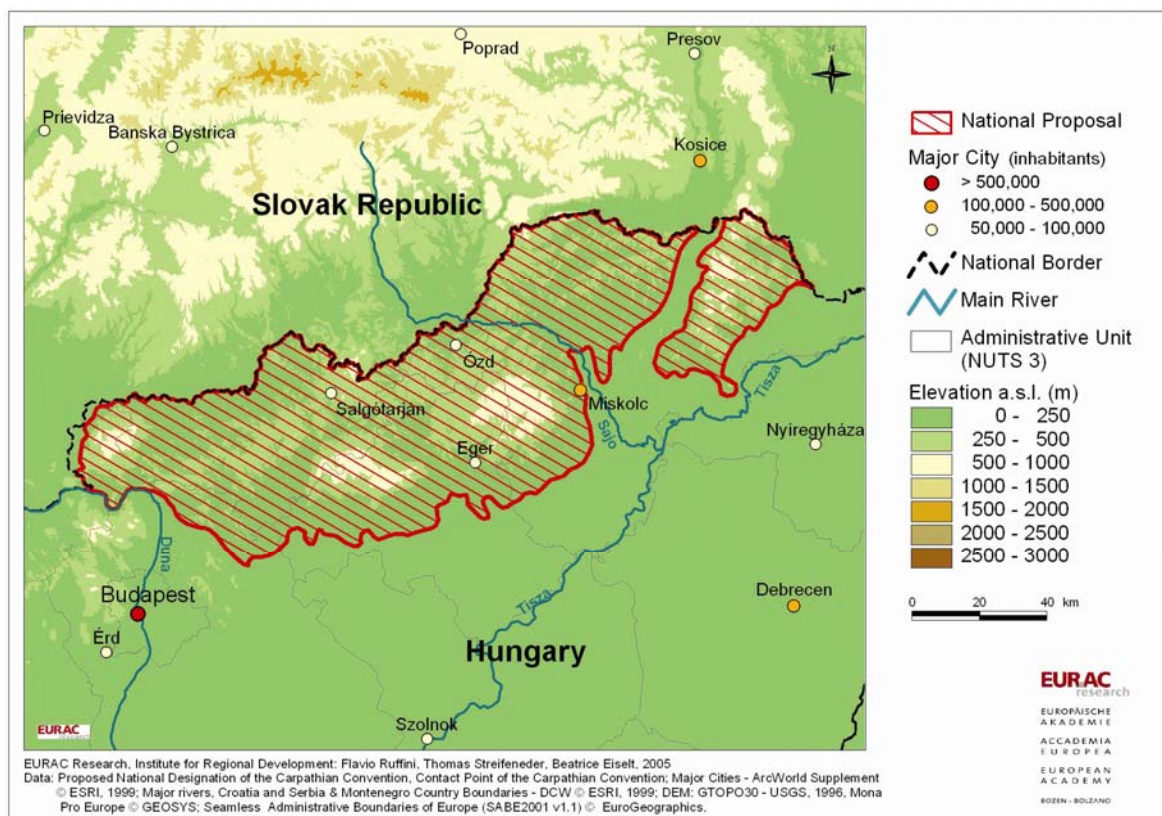 Poprad
Presov
N
Prievidza
Banska Bystrica
Kosice
Slovak Republic
Ózd
Salgótarján
Miskolc
Sajo
Tisza
Eger
Nyíregyháza
Duna
Budapest
Érd
Tisza
Debrecen
Hungary
Szolnok
EURAC
research
National Proposal
Major City (inhabitants)
> 500,000
100,000 - 500,000
50,000 - 100,000
National Border
Main River
Administrative Unit
(NUTS 3)
Elevation a.s.l. (m)
0 - 250
250 - 500
500 - 1000
1000 - 1500
1500 - 2000
2000 - 2500
2500 - 3000
0 20 40 km
EURAC
research
EUROPÄISCHE
AKADEMIE
ACCADEMIA
EUROPEA
EUROPEAN
ACADEMY
BOZEN - BOLZANO
EURAC Research, Institute for Regional Development: Flavio Ruffini, Thomas Streifeneder, Beatrice Eiselt, 2005
Data: Proposed National Designation of the Carpathian Convention, Contact Point of the Carpathian Convention; Major Cities - ArcWorld Supplement
© ESRI, 1999; Major rivers, Croatia and Serbia & Montenegro Country Boundaries - DCW © ESRI, 1999; DEM: GTOPO30 - USGS, 1996, Mona
Pro Europe © GEOSYS; Seamless Administrative Boundaries of Europe (SABE2001 v1.1) © EuroGeographics.